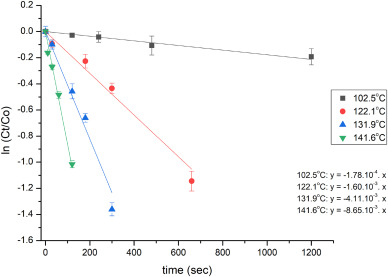 0.0
-0.2
-0.4
-0.6
-0.8
-1.0
-1.2
-1.4
-1.6
ln (Ct/Co)
0 200 400 600 800 1000 1200
time (sec)
102.5°C
122.1°C
131.9°C
141.6°C
102.5°C: y = -1.78.10⁻⁴. x
122.1°C: y = -1.60.10⁻³. x
131.9°C: y = -4.11.10⁻³. x
141.6°C: y = -8.65.10⁻³. x